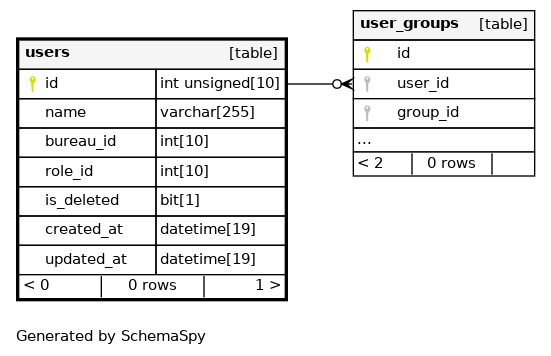 users [table]
id int unsigned[10]
name varchar[255]
bureau_id int[10]
role_id int[10]
is_deleted bit[1]
created_at datetime[19]
updated_at datetime[19]
< 0 0 rows 1 >
user_groups [table]
id
user_id
group_id
...
< 2 0 rows
Generated by SchemaSpy